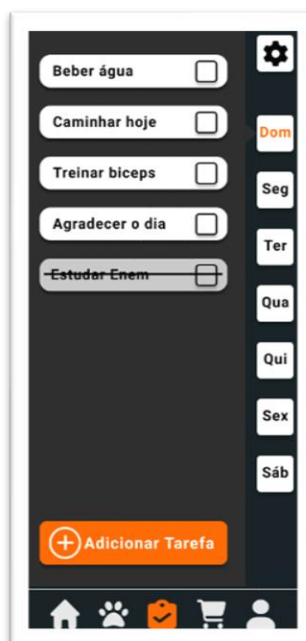 Beber água
Caminhar hoje
Treinar biceps
Agradecer o dia
Estudar Enem
Adicionar Tarefa
Dom
Seg
Ter
Qua
Qui
Sex
Sáb